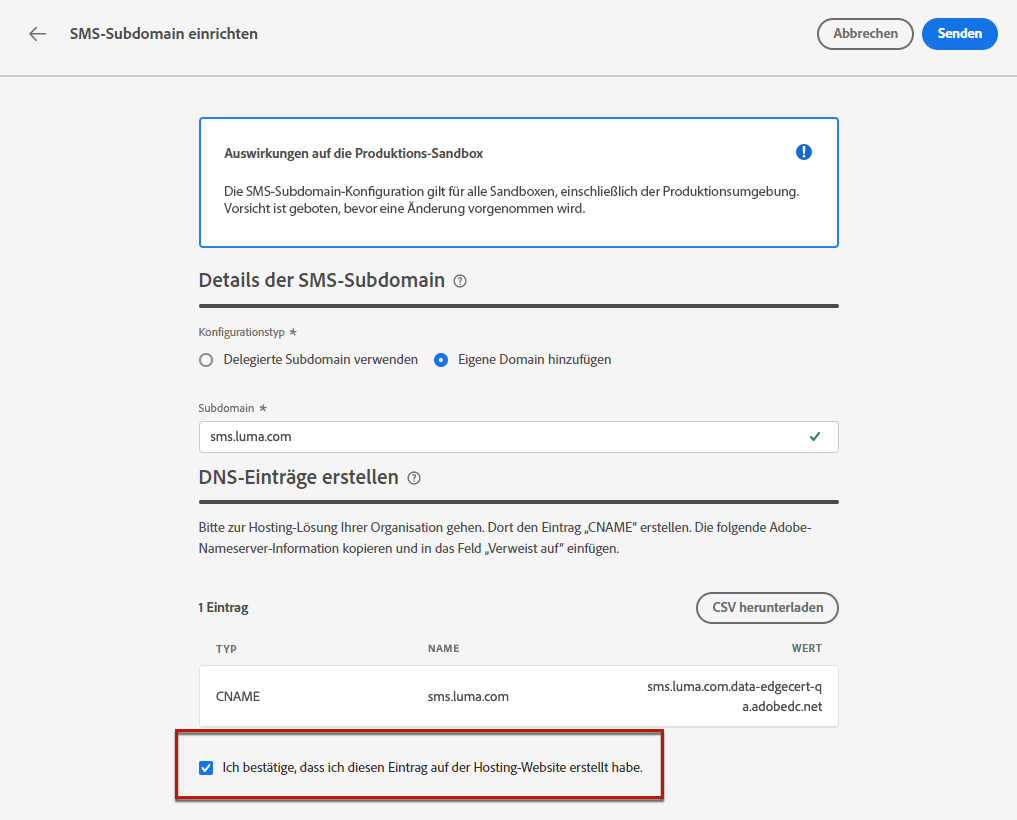 SMS-Subdomain einrichten
Abbrechen
Senden
Auswirkungen auf die Produktions-Sandbox
Die SMS-Subdomain-Konfiguration gilt für alle Sandboxen, einschließlich der Produktionsumgebung.
Vorsicht ist geboten, bevor eine Änderung vorgenommen wird.
Details der SMS-Subdomain
Konfigurationstyp *
Delegierte Subdomain verwenden
Eigene Domain hinzufügen
Subdomain *
sms.luma.com
DNS-Einträge erstellen
Bitte zur Hosting-Lösung Ihrer Organisation gehen. Dort den Eintrag „CNAME“ erstellen. Die folgende Adobe-
Nameserver-Information kopieren und in das Feld „Verweist auf“ einfügen.
1 Eintrag
CSV herunterladen
TYP
NAME
WERT
CNAME
sms.luma.com
sms.luma.com.data-edgecert-q
a.adobedc.net
Ich bestätige, dass ich diesen Eintrag auf der Hosting-Website erstellt habe.